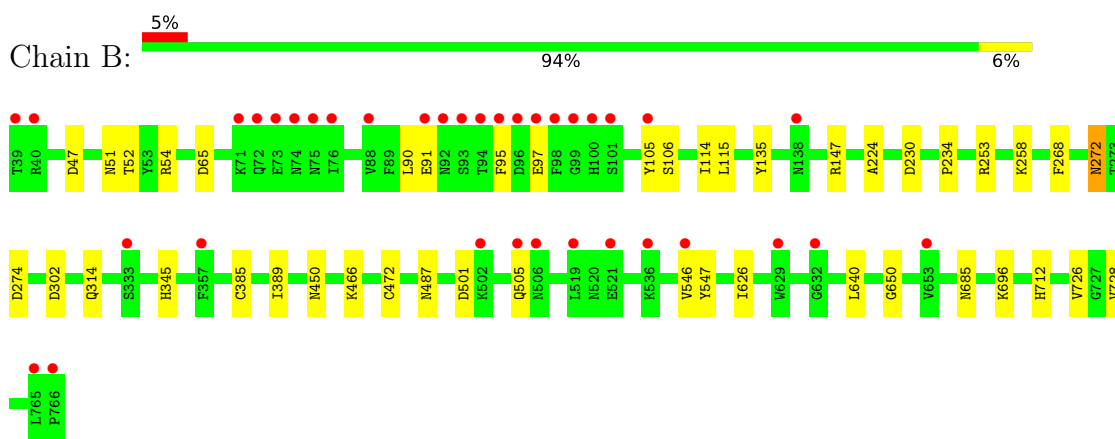 5%
Chain B:
94% 6%
T39 R40 D47 N51 T52 Y53 R54 D65 K71 Q72 E73 N74 N75 I76 V88 F89 L90 E91 N92 S93 T94 F95 D96 E97 F98 G99 H100 S101 Y105 S106 I114 L115 Y135 N138 R147 A224 D230 P234 R253 K258 F268 N272 T273
D274 D302 Q314 S333 H345 F357 C385 I389 N450 K466 C472 N487 D501 K502 Q505 N506 L519 N520 E521 K536 V546 Y547 I626 W629 G632 L640 G650 V653 N685 K696 H712 V726 G727 V728
L765 P766